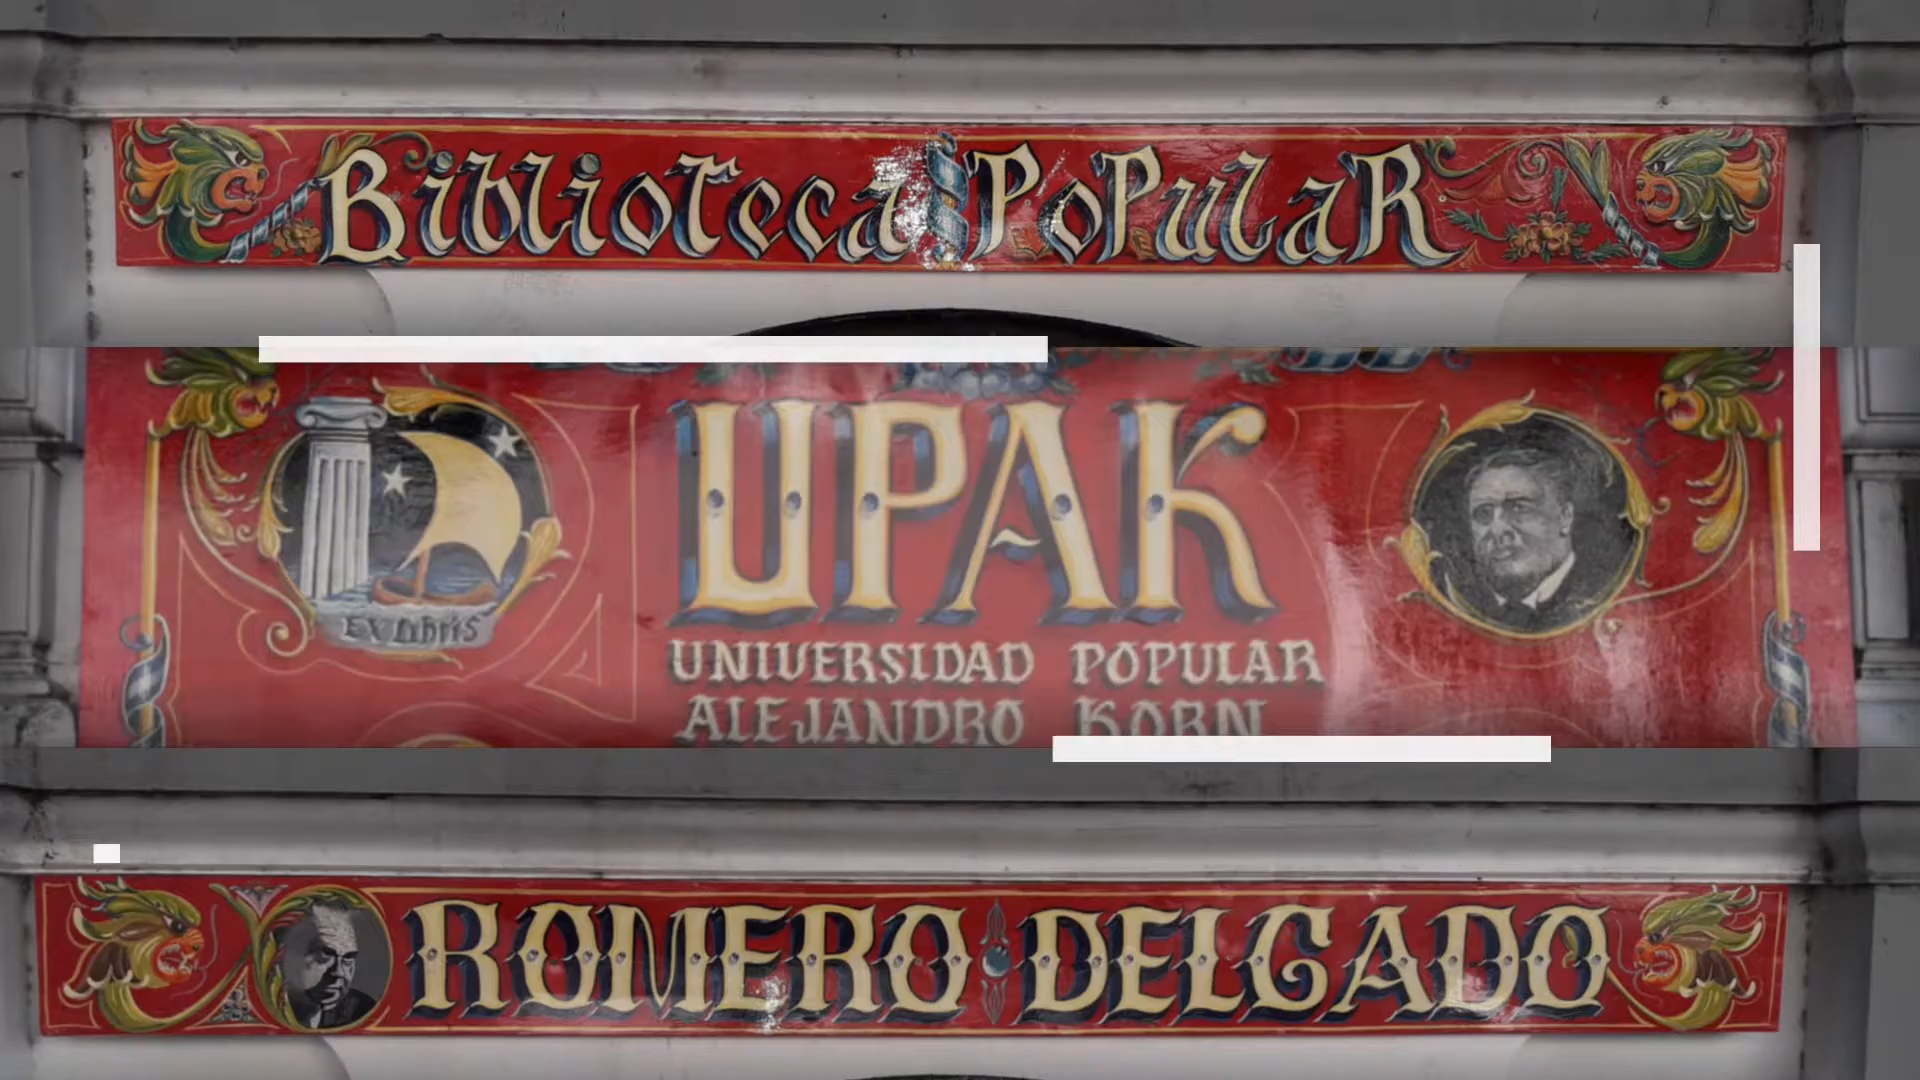 Biblioteca PoPulaR
UPAK
Ex Libris
UNIVERSIDAD POPULAR
ALEJANDRO KORN
ROMERO DELGADO